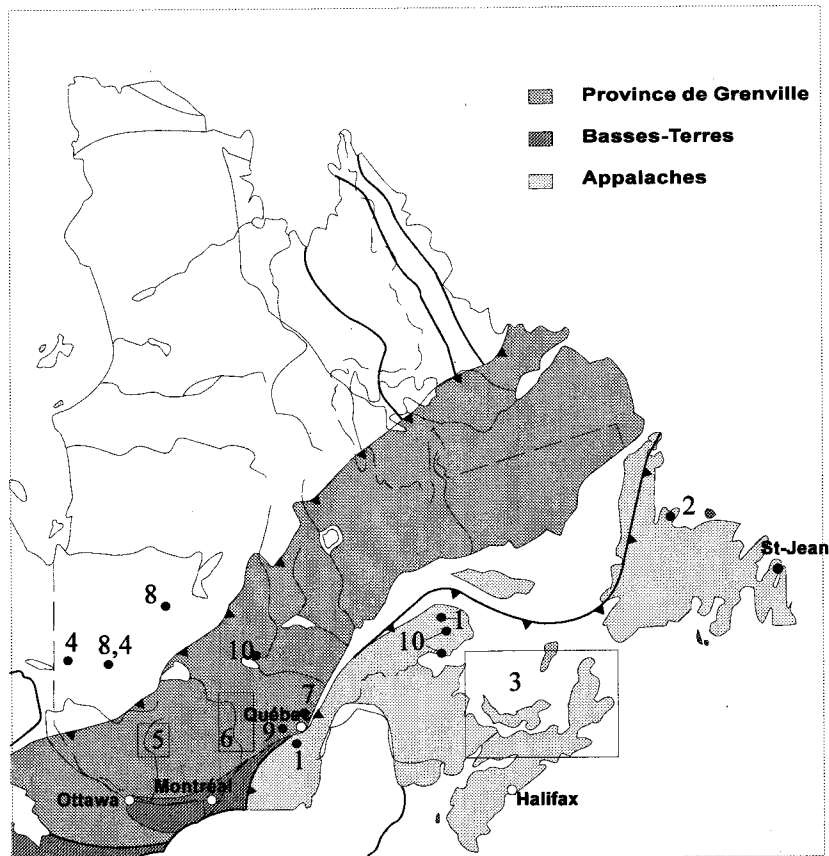 Province de Grenville
Basses-Terres
Appalaches
2
St-Jean
8
4
8,4
10
1
10
3
7
Québec
9
5
6
1
Montréal
Ottawa
Halifax